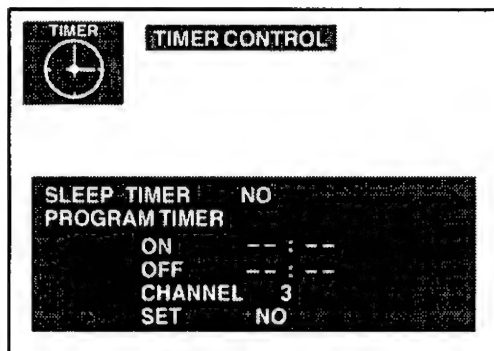 TIMER
TIMER CONTROL
SLEEP TIMER NO
PROGRAM TIMER
ON -- : --
OFF -- : --
CHANNEL 3
SET NO